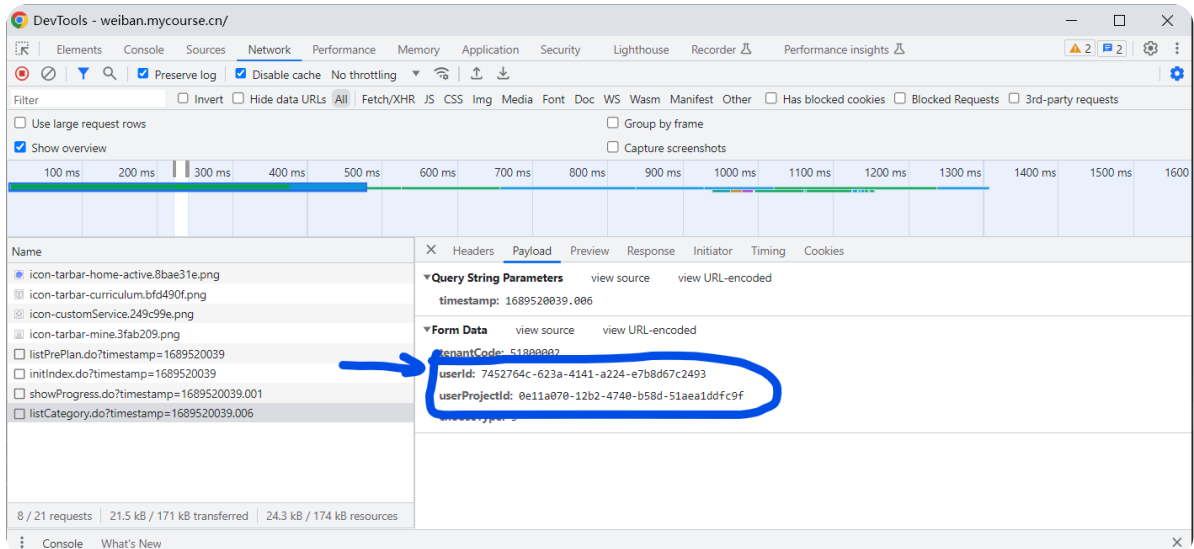 DevTools - weiban.mycourse.cn/
Elements Console Sources Network Performance Memory Application Security Lighthouse Recorder Performance insights 2 2
Preserve log Disable cache No throttling
Filter Invert Hide data URLs All Fetch/XHR JS CSS Img Media Font Doc WS Wasm Manifest Other Has blocked cookies Blocked Requests 3rd-party requests
Use large request rows Group by frame
Show overview Capture screenshots
100 ms 200 ms 300 ms 400 ms 500 ms 600 ms 700 ms 800 ms 900 ms 1000 ms 1100 ms 1200 ms 1300 ms 1400 ms 1500 ms 1600
Name
icon-tarbar-home-active.8bae31e.png
icon-tarbar-curriculum.bfd490f.png
icon-customService.249c99e.png
icon-tarbar-mine.3fab209.png
listPrePlan.do?timestamp=1689520039
initIndex.do?timestamp=1689520039
showProgress.do?timestamp=1689520039.001
listCategory.do?timestamp=1689520039.006
Headers Payload Preview Response Initiator Timing Cookies
Query String Parameters view source view URL-encoded
timestamp: 1689520039.006
Form Data view source view URL-encoded
tenantCode: 51800002
userId: 7452764c-623a-4141-a224-e7b8d67c2493
userProjectId: 0e11a070-12b2-4740-b58d-51aea1ddfc9f
8 / 21 requests 21.5 kB / 171 kB transferred 24.3 kB / 174 kB resources
Console What's New